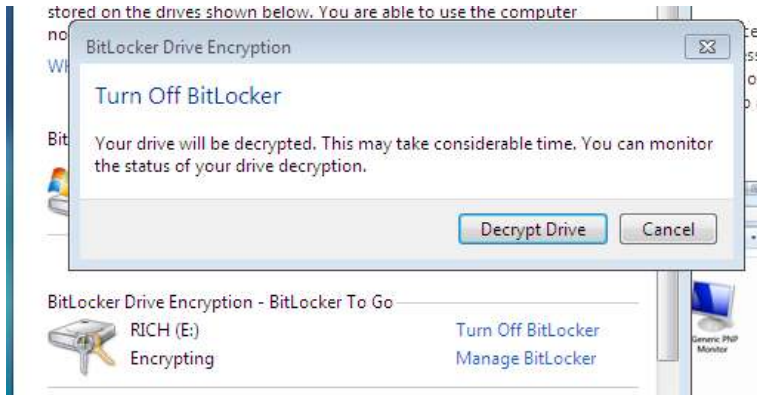 stored on the drives shown below. You are able to use the computer
BitLocker Drive Encryption
Turn Off BitLocker
Your drive will be decrypted. This may take considerable time. You can monitor
the status of your drive decryption.
Decrypt Drive Cancel
BitLocker Drive Encryption - BitLocker To Go
RICH (E:) Turn Off BitLocker
Encrypting Manage BitLocker
Generic PNP
Monitor